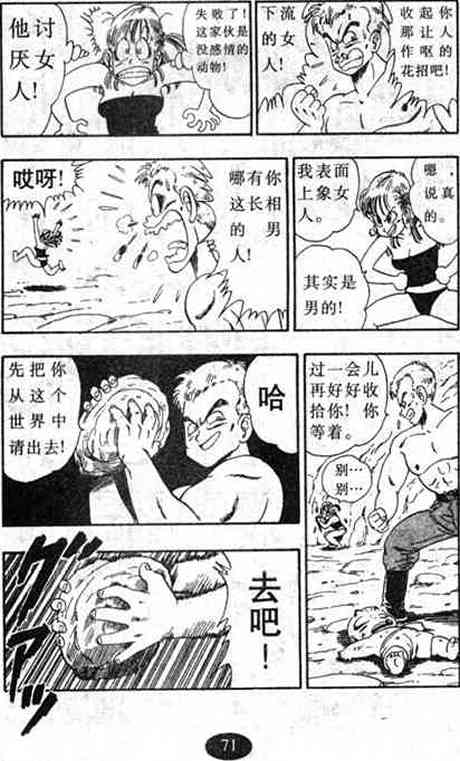 收起你
那让人
作呕的
花招吧!
下流
的女
人!
失败了!
这家伙是
没感情的
动物!
他讨
厌女
人!
嗯,
说真
的。
我表面
上象女
人。
其实是
男的!
哪有你
这长相
的男
人!
哎呀!
过一会儿
再好好收
拾你!你
等着。
别…
别…
哈
先把你
从这个
世界中
请出去!
去吧!
グアッ
71